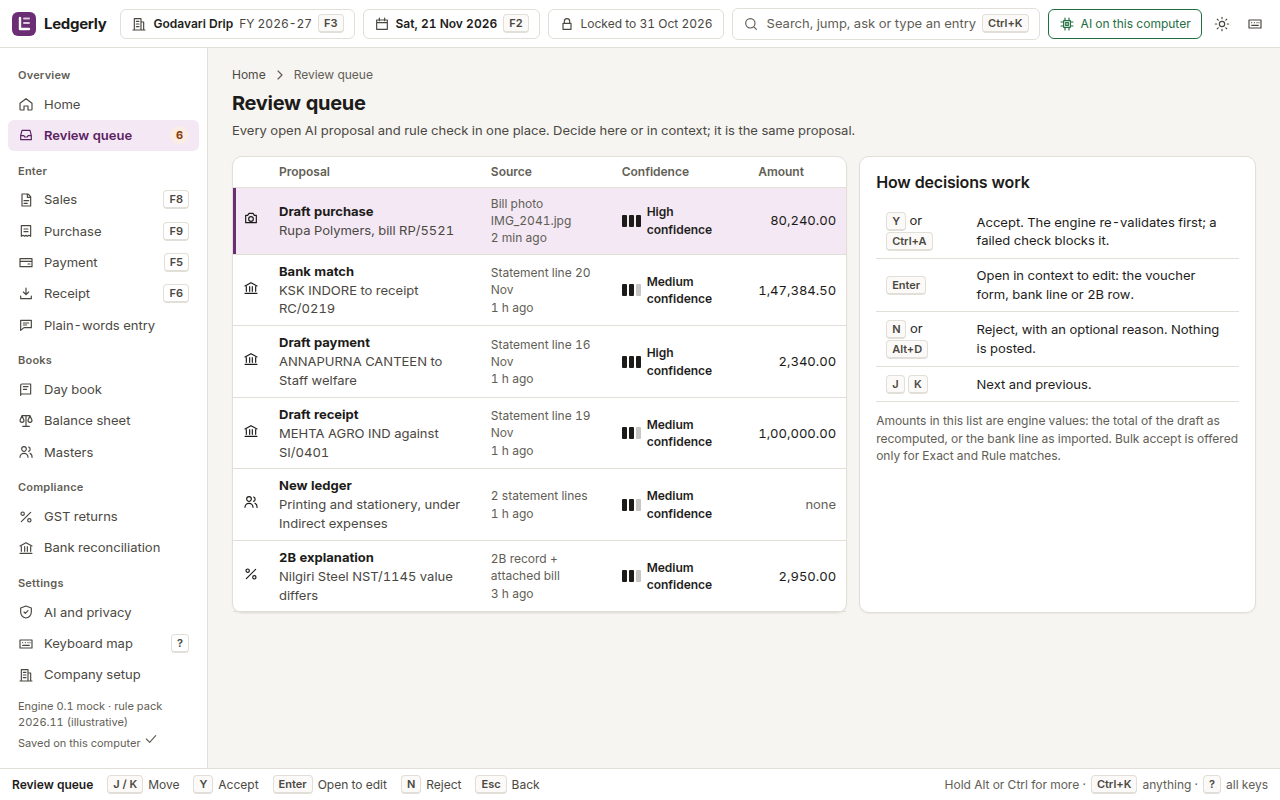 Ledgerly
Godavari Drip FY 2026-27 F3
Sat, 21 Nov 2026 F2
Locked to 31 Oct 2026
Search, jump, ask or type an entry Ctrl+K
AI on this computer
Overview
Home
Review queue 6
Enter
Sales F8
Purchase F9
Payment F5
Receipt F6
Plain-words entry
Books
Day book
Balance sheet
Masters
Compliance
GST returns
Bank reconciliation
Settings
AI and privacy
Keyboard map ?
Company setup
Engine 0.1 mock · rule pack
2026.11 (illustrative)
Saved on this computer
Home > Review queue
Review queue
Every open AI proposal and rule check in one place. Decide here or in context; it is the same proposal.
Proposal Source Confidence Amount
Draft purchase
Rupa Polymers, bill RP/5521
Bill photo
IMG_2041.jpg
2 min ago
High
confidence
80,240.00
Bank match
KSK INDORE to receipt
RC/0219
Statement line 20
Nov
1 h ago
Medium
confidence
1,47,384.50
Draft payment
ANNAPURNA CANTEEN to
Staff welfare
Statement line 16
Nov
1 h ago
High
confidence
2,340.00
Draft receipt
MEHTA AGRO IND against
SI/0401
Statement line 19
Nov
1 h ago
Medium
confidence
1,00,000.00
New ledger
Printing and stationery, under
Indirect expenses
2 statement lines
1 h ago
Medium
confidence
none
2B explanation
Nilgiri Steel NST/1145 value
differs
2B record +
attached bill
3 h ago
Medium
confidence
2,950.00
How decisions work
Y or
Ctrl+A
Accept. The engine re-validates first; a
failed check blocks it.
Enter
Open in context to edit: the voucher
form, bank line or 2B row.
N or
Alt+D
Reject, with an optional reason. Nothing
is posted.
J K
Next and previous.
Amounts in this list are engine values: the total of the draft as
recomputed, or the bank line as imported. Bulk accept is offered
only for Exact and Rule matches.
Review queue J / K Move Y Accept Enter Open to edit N Reject Esc Back
Hold Alt or Ctrl for more · Ctrl+K anything · ? all keys